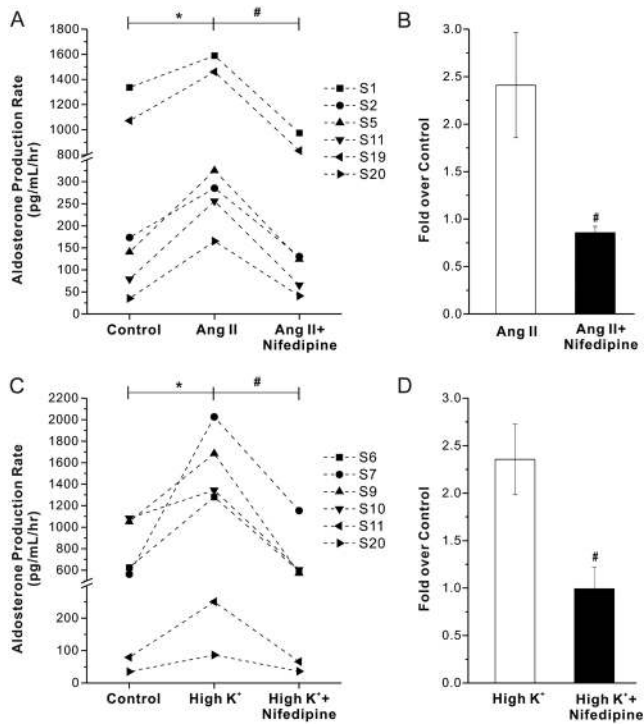 A
* #
Aldosterone Production Rate
(pg/mL/hr)
1800
1600
1400
1200
1000
800
300
250
200
150
100
50
0
Control Ang II Ang II+
Nifedipine
S1
S2
S5
S11
S19
S20
B
Fold over Control
3.0
2.5
2.0
1.5
1.0
0.5
0.0
#
Ang II Ang II+
Nifedipine
C
* #
Aldosterone Production Rate
(pg/mL/hr)
2200
2000
1800
1600
1400
1200
1000
800
600
200
100
0
Control High K⁺ High K⁺+
Nifedipine
S6
S7
S9
S10
S11
S20
D
Fold over Control
3.0
2.5
2.0
1.5
1.0
0.5
0.0
#
High K⁺ High K⁺+
Nifedipine